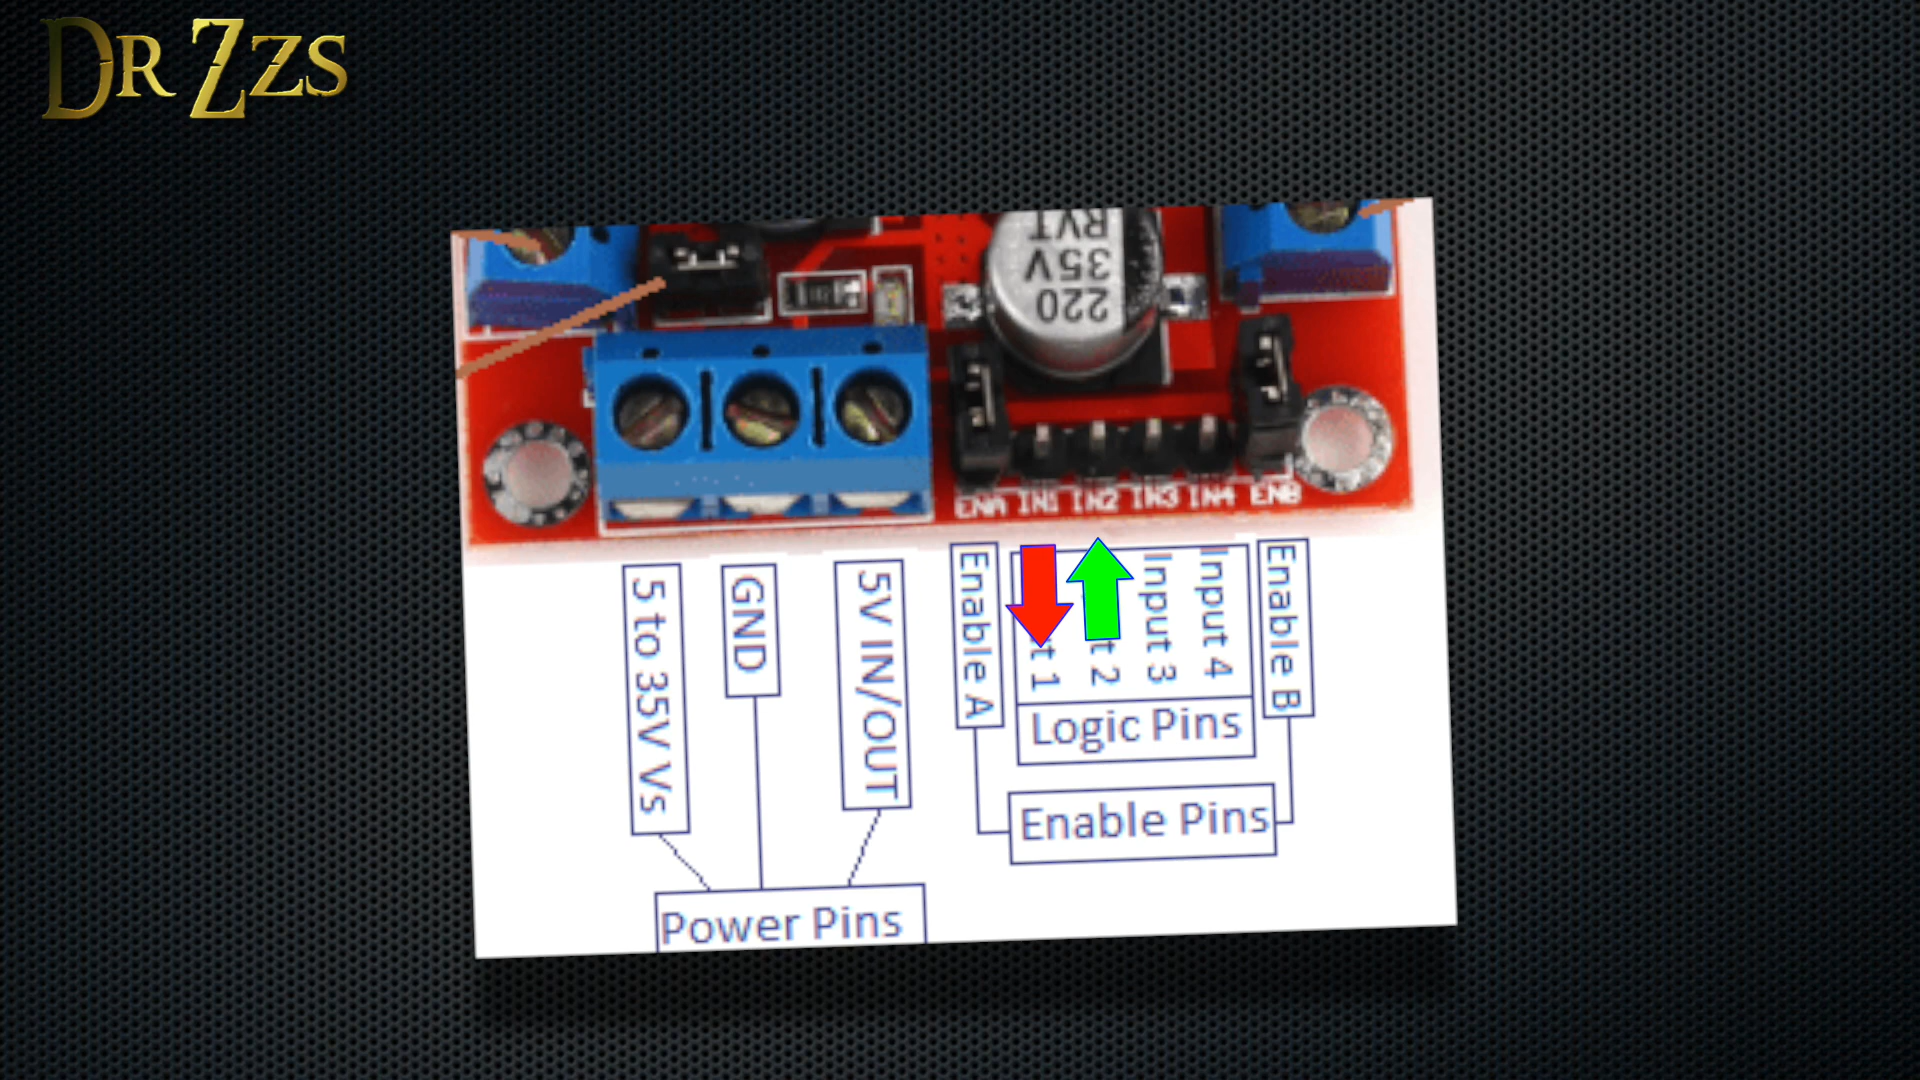 DR ZZS
RVT
35V
220
ENA IN1 IN2 IN3 IN4 ENB
5 to 35V Vs
GND
5V IN/OUT
Enable A
t 1
t 2
Input 3
Input 4
Enable B
Logic Pins
Enable Pins
Power Pins